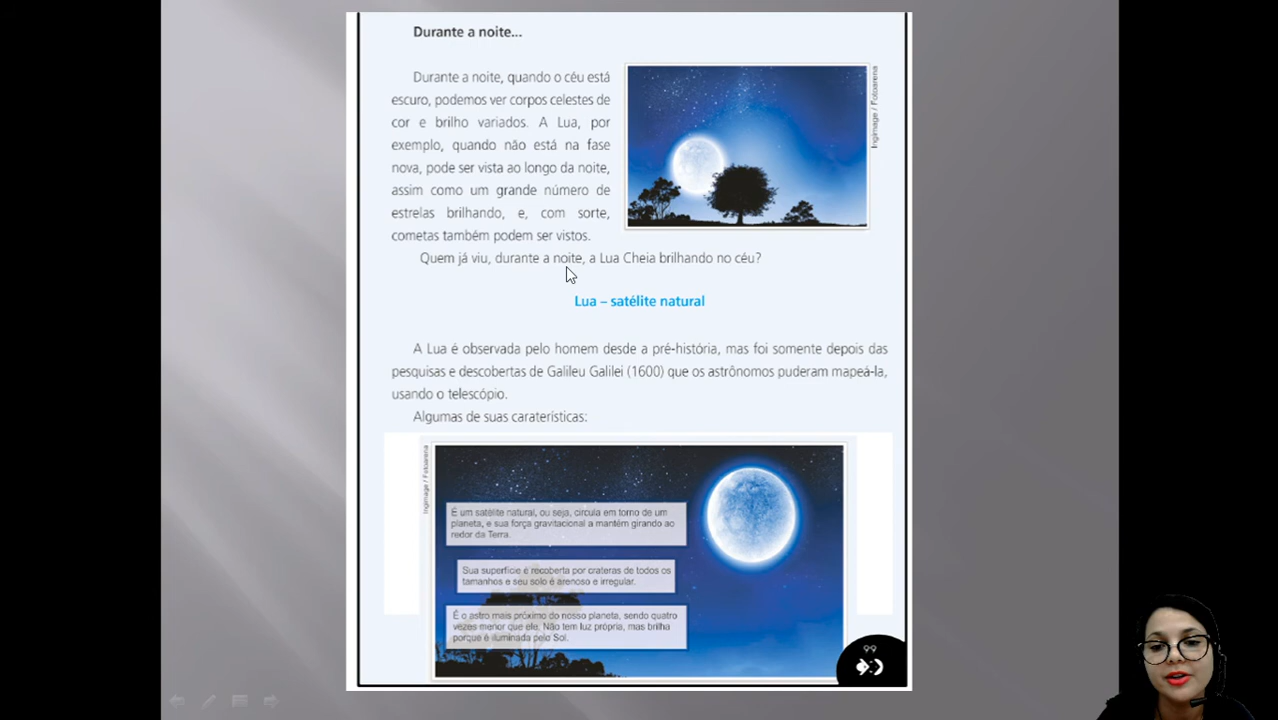 Durante a noite...
Durante a noite, quando o céu está
escuro, podemos ver corpos celestes de
cor e brilho variados. A Lua, por
exemplo, quando não está na fase
nova, pode ser vista ao longo da noite,
assim como um grande número de
estrelas brilhando, e, com sorte,
cometas também podem ser vistos.
Ingimage / Fotoarena
Quem já viu, durante a noite, a Lua Cheia brilhando no céu?
Lua – satélite natural
A Lua é observada pelo homem desde a pré-história, mas foi somente depois das
pesquisas e descobertas de Galileu Galilei (1600) que os astrônomos puderam mapeá-la,
usando o telescópio.
Algumas de suas caraterísticas:
Ingimage / Fotoarena
É um satélite natural, ou seja, circula em torno de um
planeta, e sua força gravitacional a mantém girando ao
redor da Terra.
Sua superfície é recoberta por crateras de todos os
tamanhos e seu solo é arenoso e irregular.
É o astro mais próximo do nosso planeta, sendo quatro
vezes menor que ele. Não tem luz própria, mas brilha
porque é iluminada pelo Sol.
99